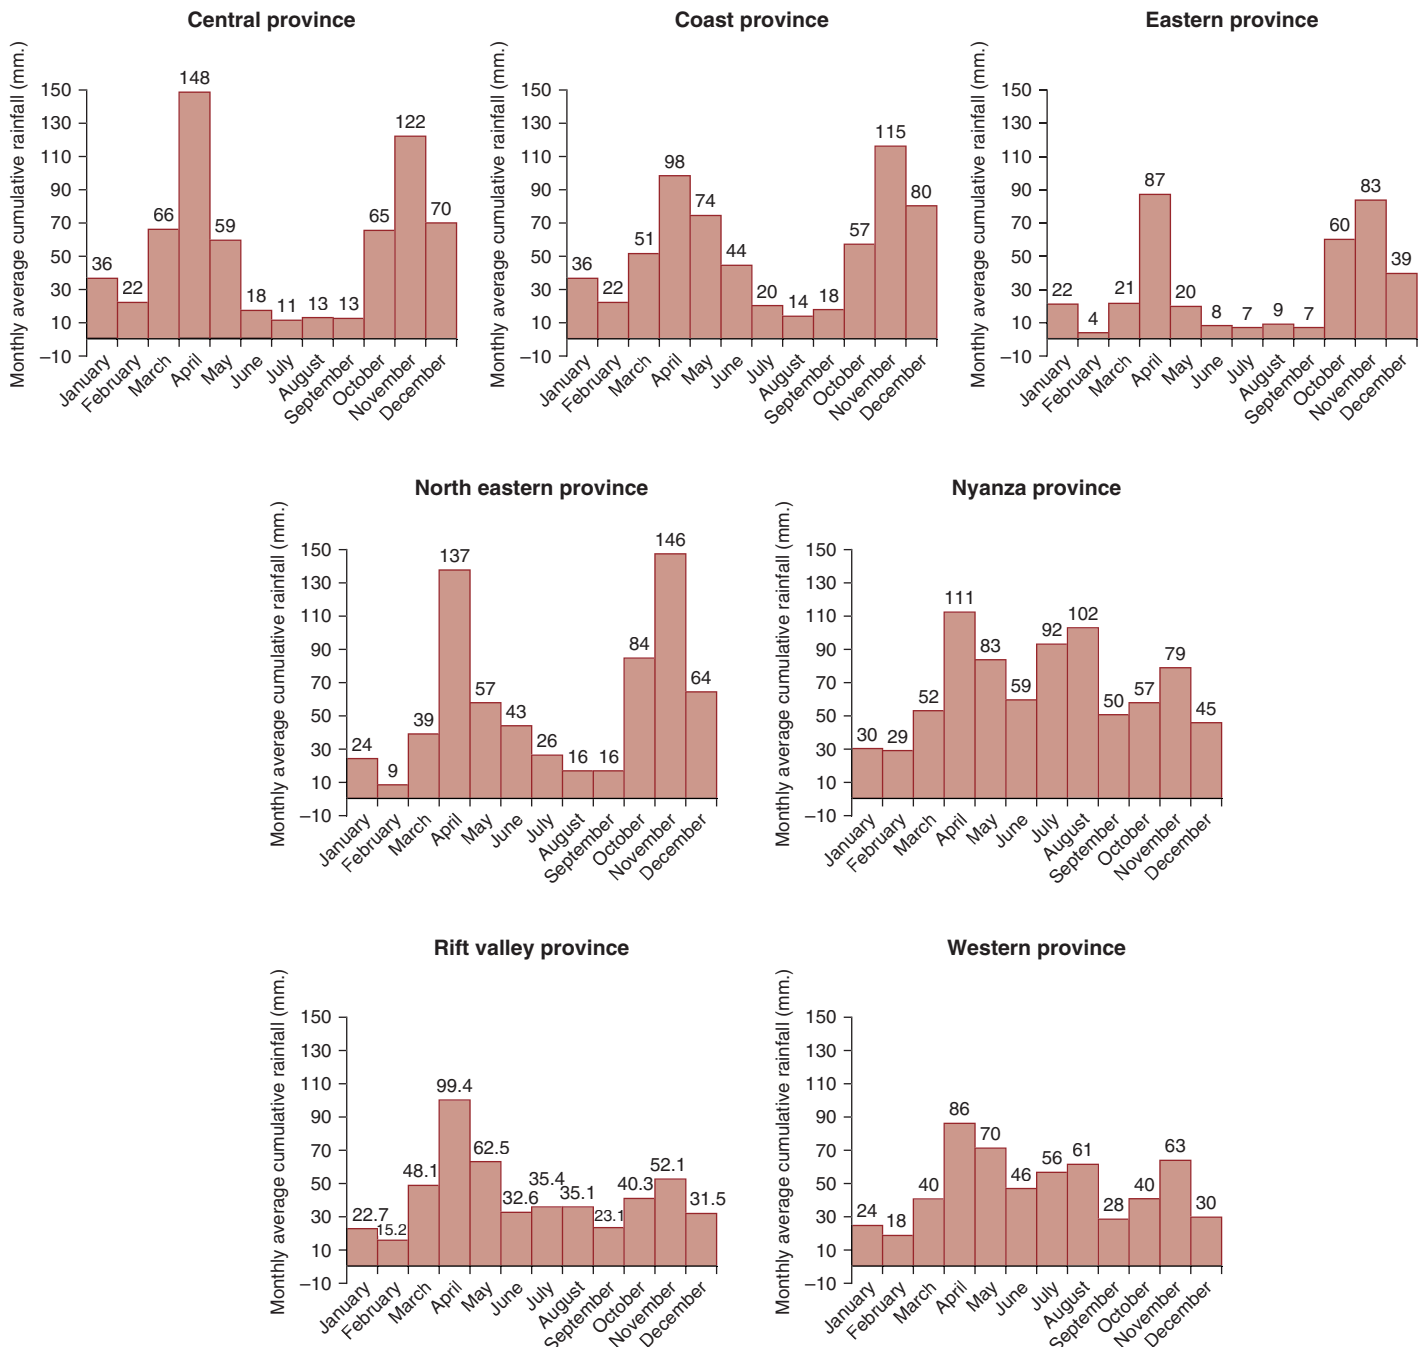 Central province
Monthly average cumulative rainfall (mm.)
150
130
110
90
70
50
30
10
–10
36
22
66
148
59
18
11
13
13
65
122
70
January
February
March
April
May
June
July
August
September
October
November
December
Coast province
Monthly average cumulative rainfall (mm.)
150
130
110
90
70
50
30
10
–10
36
22
51
98
74
44
20
14
18
57
115
80
January
February
March
April
May
June
July
August
September
October
November
December
Eastern province
Monthly average cumulative rainfall (mm.)
150
130
110
90
70
50
30
10
–10
22
4
21
87
20
8
7
9
7
60
83
39
January
February
March
April
May
June
July
August
September
October
November
December
North eastern province
Monthly average cumulative rainfall (mm.)
150
130
110
90
70
50
30
10
–10
24
9
39
137
57
43
26
16
16
84
146
64
January
February
March
April
May
June
July
August
September
October
November
December
Nyanza province
Monthly average cumulative rainfall (mm.)
150
130
110
90
70
50
30
10
–10
30
29
52
111
83
59
92
102
50
57
79
45
January
February
March
April
May
June
July
August
September
October
November
December
Rift valley province
Monthly average cumulative rainfall (mm.)
150
130
110
90
70
50
30
10
–10
22.7
15.2
48.1
99.4
62.5
32.6
35.4
35.1
23.1
40.3
52.1
31.5
January
February
March
April
May
June
July
August
September
October
November
December
Western province
Monthly average cumulative rainfall (mm.)
150
130
110
90
70
50
30
10
–10
24
18
40
86
70
46
56
61
28
40
63
30
January
February
March
April
May
June
July
August
September
October
November
December